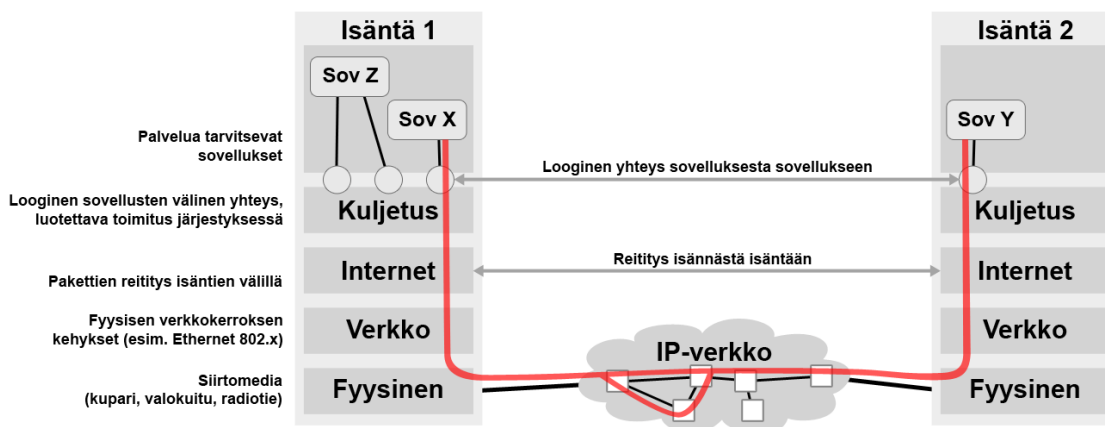 Isäntä 1
Isäntä 2
Sov Z
Sov X
Sov Y
Palvelua tarvitsevat
sovellukset
Looginen yhteys sovelluksesta sovellukseen
Looginen sovellusten välinen yhteys,
luotettava toimitus järjestyksessä
Kuljetus
Kuljetus
Pakettien reititys isäntien välillä
Internet
Reititys isännästä isäntään
Internet
Fyysisen verkkokerroksen
kehykset (esim. Ethernet 802.x)
Verkko
Verkko
IP-verkko
Siirtomedia
(kupari, valokuitu, radiotie)
Fyysinen
Fyysinen